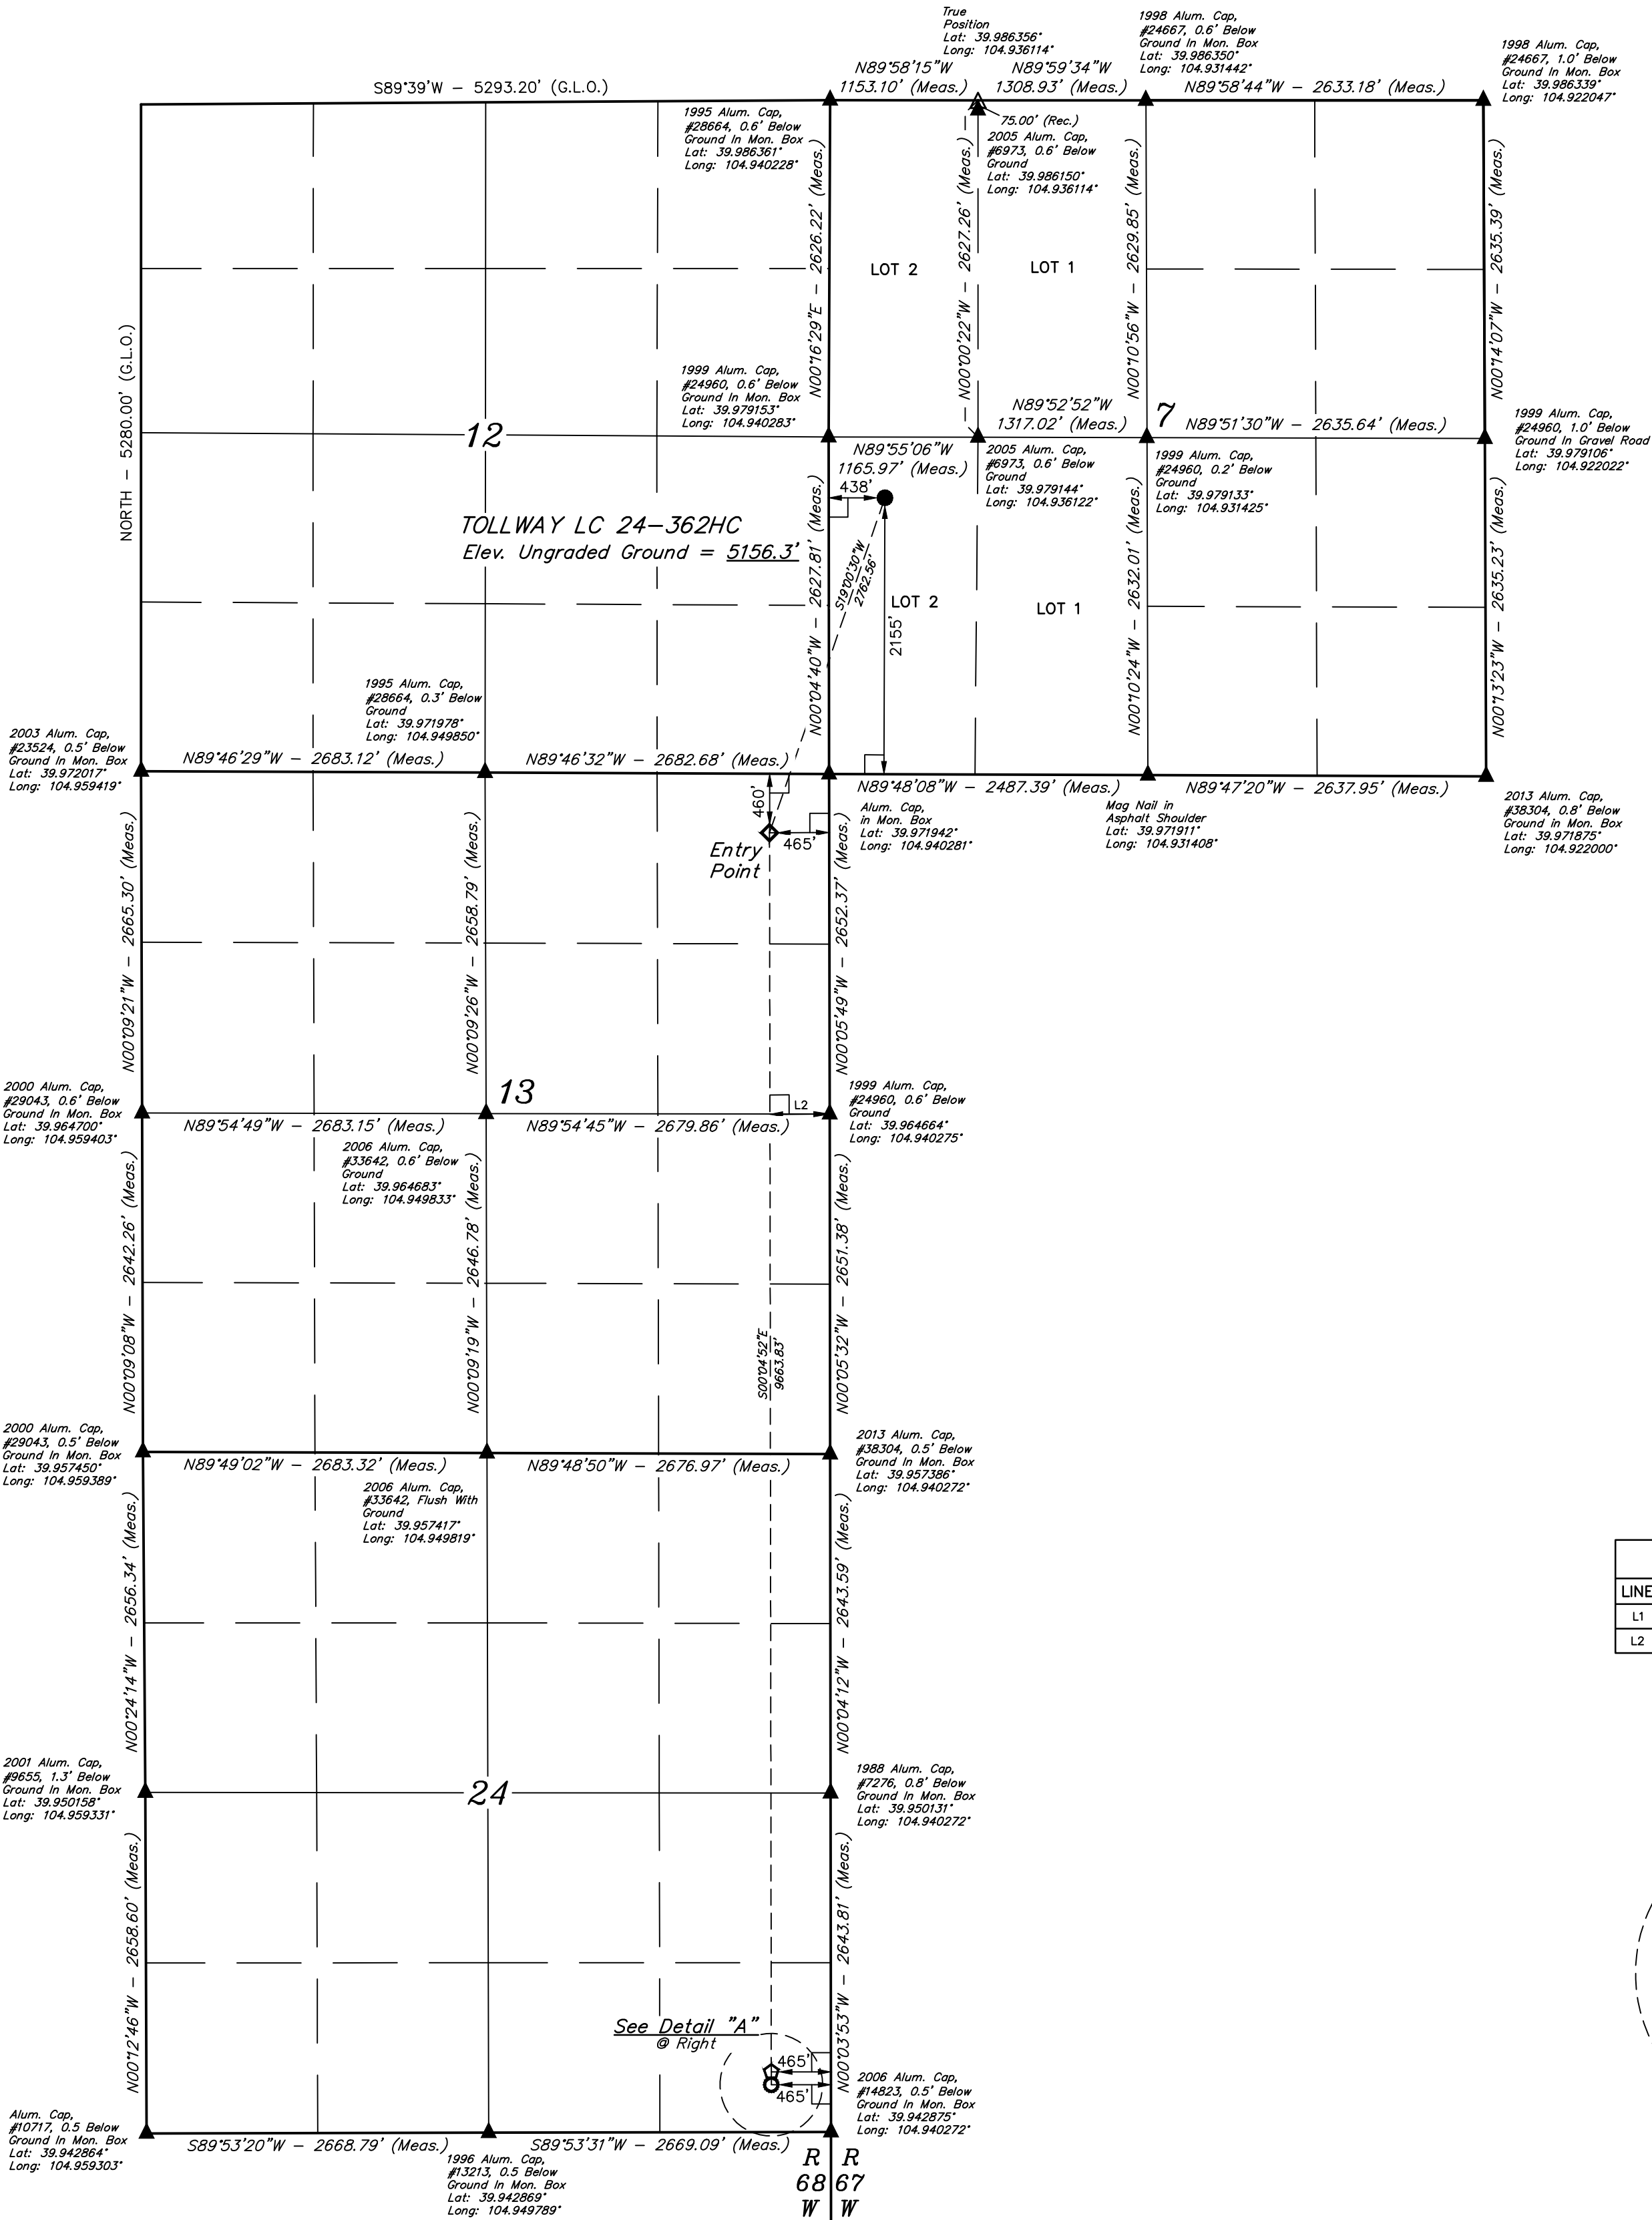 True
Position
Lat: 39.986356°
Long: 104.936114°
1998 Alum. Cap,
#24667, 0.6' Below
Ground In Mon. Box
Lat: 39.986350°
Long: 104.931442°
1998 Alum. Cap,
#24667, 1.0' Below
Ground In Mon. Box
Lat: 39.986339°
Long: 104.922047°
S89°39'W – 5293.20' (G.L.O.)
N89°58'15"W
1153.10' (Meas.)
N89°59'34"W
1308.93' (Meas.)
N89°58'44"W – 2633.18' (Meas.)
1995 Alum. Cap,
#28664, 0.6' Below
Ground In Mon. Box
Lat: 39.986361°
Long: 104.940228°
75.00' (Rec.)
2005 Alum. Cap,
#6973, 0.6' Below
Ground
Lat: 39.986150°
Long: 104.936114°
N00°16'29"E – 2626.22' (Meas.)
N00°00'22"W – 2627.26' (Meas.)
N00°10'56"W – 2629.85' (Meas.)
N00°14'07"W – 2635.39' (Meas.)
LOT 2
LOT 1
NORTH – 5280.00' (G.L.O.)
1999 Alum. Cap,
#24960, 0.6' Below
Ground In Mon. Box
Lat: 39.979153°
Long: 104.940283°
12
N89°52'52"W
1317.02' (Meas.)
7
N89°51'30"W – 2635.64' (Meas.)
1999 Alum. Cap,
#24960, 1.0' Below
Ground In Gravel Road
Lat: 39.979106°
Long: 104.922022°
N89°55'06"W
1165.97' (Meas.)
2005 Alum. Cap,
#6973, 0.6' Below
Ground
Lat: 39.979144°
Long: 104.936122°
1999 Alum. Cap,
#24960, 0.2' Below
Ground
Lat: 39.979133°
Long: 104.931425°
438'
TOLLWAY LC 24–362HC
Elev. Ungraded Ground = 5156.3'
N00°04'40"W – 2627.81' (Meas.)
S19°00'30"W
2762.56'
2155'
LOT 2
LOT 1
N00°10'24"W – 2632.01' (Meas.)
N00°13'23"W – 2635.23' (Meas.)
1995 Alum. Cap,
#28664, 0.3' Below
Ground
Lat: 39.971978°
Long: 104.949850°
2003 Alum. Cap,
#23524, 0.5' Below
Ground In Mon. Box
Lat: 39.972017°
Long: 104.959419°
N89°46'29"W – 2683.12' (Meas.)
N89°46'32"W – 2682.68' (Meas.)
N89°48'08"W – 2487.39' (Meas.)
N89°47'20"W – 2637.95' (Meas.)
460'
465'
Entry
Point
Alum. Cap,
in Mon. Box
Lat: 39.971942°
Long: 104.940281°
Mag Nail in
Asphalt Shoulder
Lat: 39.971911°
Long: 104.931408°
2013 Alum. Cap,
#38304, 0.8' Below
Ground in Mon. Box
Lat: 39.971875°
Long: 104.922000°
N00°09'21"W – 2665.30' (Meas.)
N00°09'26"W – 2658.79' (Meas.)
N00°05'49"W – 2652.37' (Meas.)
2000 Alum. Cap,
#29043, 0.6' Below
Ground In Mon. Box
Lat: 39.964700°
Long: 104.959403°
13
L2
1999 Alum. Cap,
#24960, 0.6' Below
Ground
Lat: 39.964664°
Long: 104.940275°
N89°54'49"W – 2683.15' (Meas.)
N89°54'45"W – 2679.86' (Meas.)
2006 Alum. Cap,
#33642, 0.6' Below
Ground
Lat: 39.964683°
Long: 104.949833°
N00°09'08"W – 2642.26' (Meas.)
N00°09'19"W – 2646.78' (Meas.)
S00°04'52"E
9663.83'
N00°05'32"W – 2651.38' (Meas.)
2000 Alum. Cap,
#29043, 0.5' Below
Ground In Mon. Box
Lat: 39.957450°
Long: 104.959389°
N89°49'02"W – 2683.32' (Meas.)
N89°48'50"W – 2676.97' (Meas.)
2013 Alum. Cap,
#38304, 0.5' Below
Ground In Mon. Box
Lat: 39.957386°
Long: 104.940272°
2006 Alum. Cap,
#33642, Flush With
Ground
Lat: 39.957417°
Long: 104.949819°
N00°24'14"W – 2656.34' (Meas.)
N00°04'12"W – 2643.59' (Meas.)
LINE
L1
L2
2001 Alum. Cap,
#9655, 1.3' Below
Ground In Mon. Box
Lat: 39.950158°
Long: 104.959331°
24
1988 Alum. Cap,
#7276, 0.8' Below
Ground In Mon. Box
Lat: 39.950131°
Long: 104.940272°
N00°12'46"W – 2658.60' (Meas.)
N00°03'53"W – 2643.81' (Meas.)
See Detail "A"
@ Right
465'
465'
2006 Alum. Cap,
#14823, 0.5' Below
Ground In Mon. Box
Lat: 39.942875°
Long: 104.940272°
Alum. Cap,
#10717, 0.5 Below
Ground In Mon. Box
Lat: 39.942864°
Long: 104.959303°
S89°53'20"W – 2668.79' (Meas.)
S89°53'31"W – 2669.09' (Meas.)
1996 Alum. Cap,
#13213, 0.5 Below
Ground In Mon. Box
Lat: 39.942869°
Long: 104.949789°
R R
68 67
W W